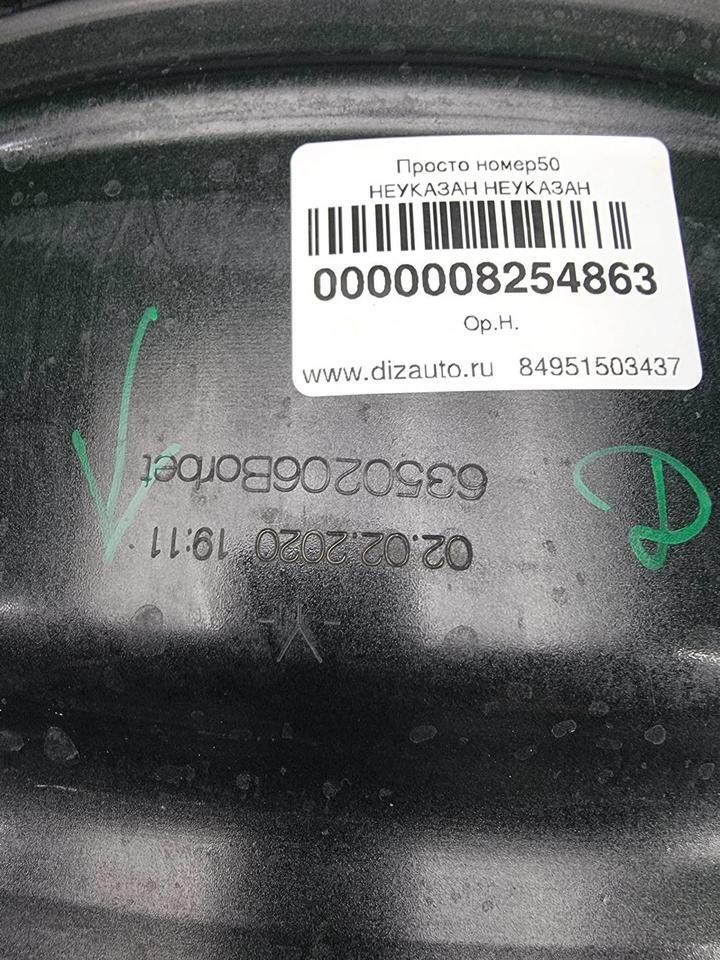 Просто номер50
НЕУКАЗАН НЕУКАЗАН
0000008254863
Ор.Н.
www.dizauto.ru 84951503437
6350206Borbet
02.02.2020 19:11